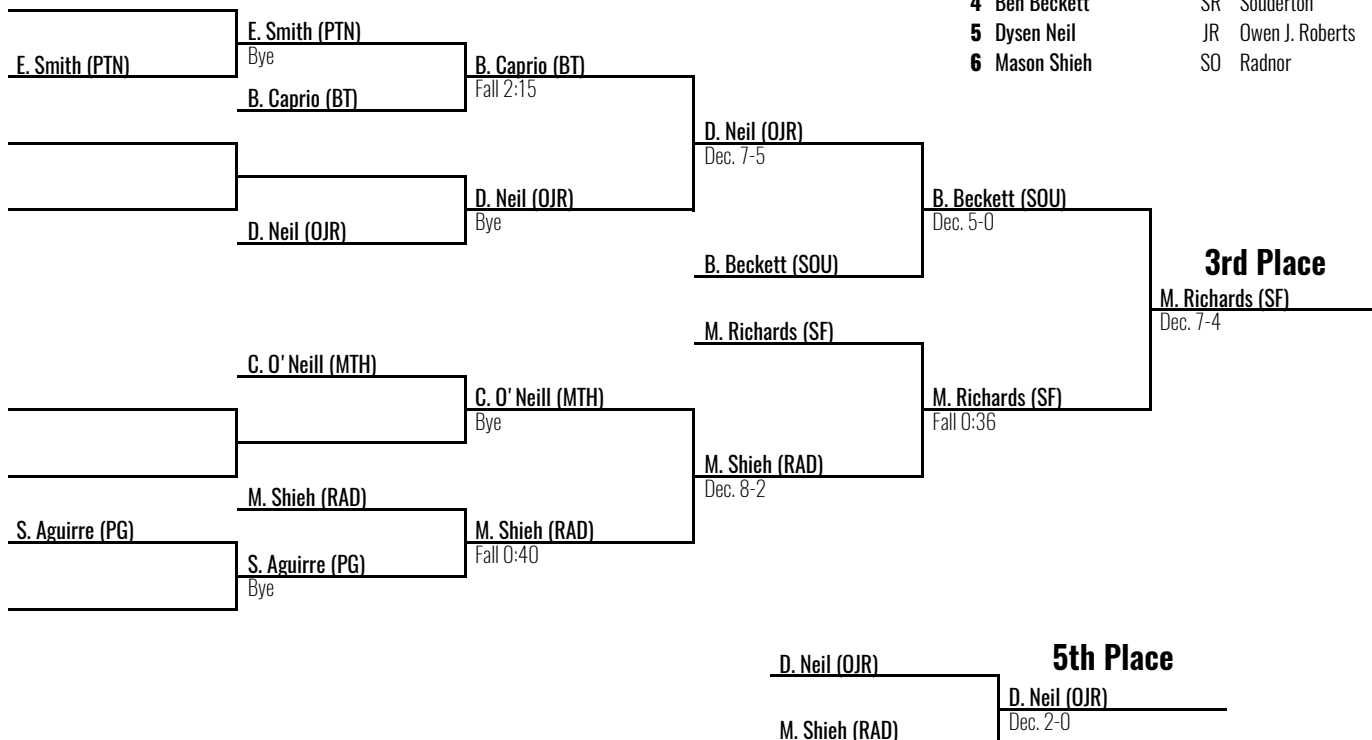 4 Ben Beckett SR Souderton
5 Dysen Neil JR Owen J. Roberts
6 Mason Shieh SO Radnor
E. Smith (PTN)
E. Smith (PTN)
Bye
B. Caprio (BT)
B. Caprio (BT)
Fall 2:15
D. Neil (OJR)
D. Neil (OJR)
Bye
D. Neil (OJR)
Dec. 7-5
B. Beckett (SOU)
B. Beckett (SOU)
Dec. 5-0
3rd Place
M. Richards (SF)
Dec. 7-4
M. Richards (SF)
M. Richards (SF)
Fall 0:36
C. O'Neill (MTH)
C. O'Neill (MTH)
Bye
M. Shieh (RAD)
Dec. 8-2
M. Shieh (RAD)
M. Shieh (RAD)
Fall 0:40
S. Aguirre (PG)
S. Aguirre (PG)
Bye
5th Place
D. Neil (OJR)
D. Neil (OJR)
Dec. 2-0
M. Shieh (RAD)